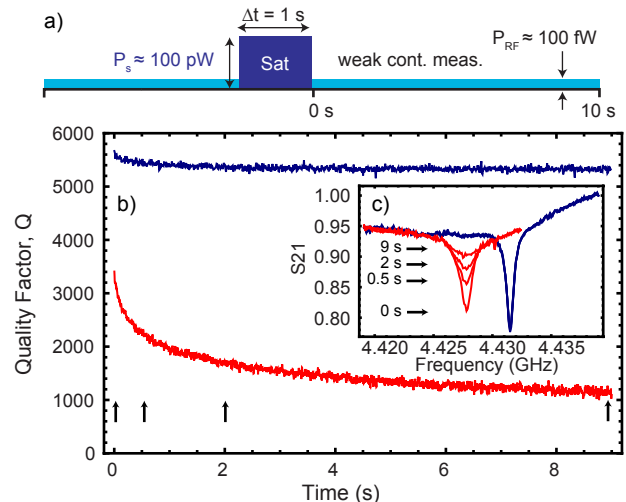 a)
Δt = 1 s
P_s ≈ 100 pW
Sat
weak cont. meas.
P_RF ≈ 100 fW
0 s
10 s
b)
Quality Factor, Q
6000
5000
4000
3000
2000
1000
0
0
2
4
6
8
Time (s)
c)
S21
1.00
0.95
0.90
0.85
0.80
9 s
2 s
0.5 s
0 s
4.420
4.425
4.430
4.435
Frequency (GHz)